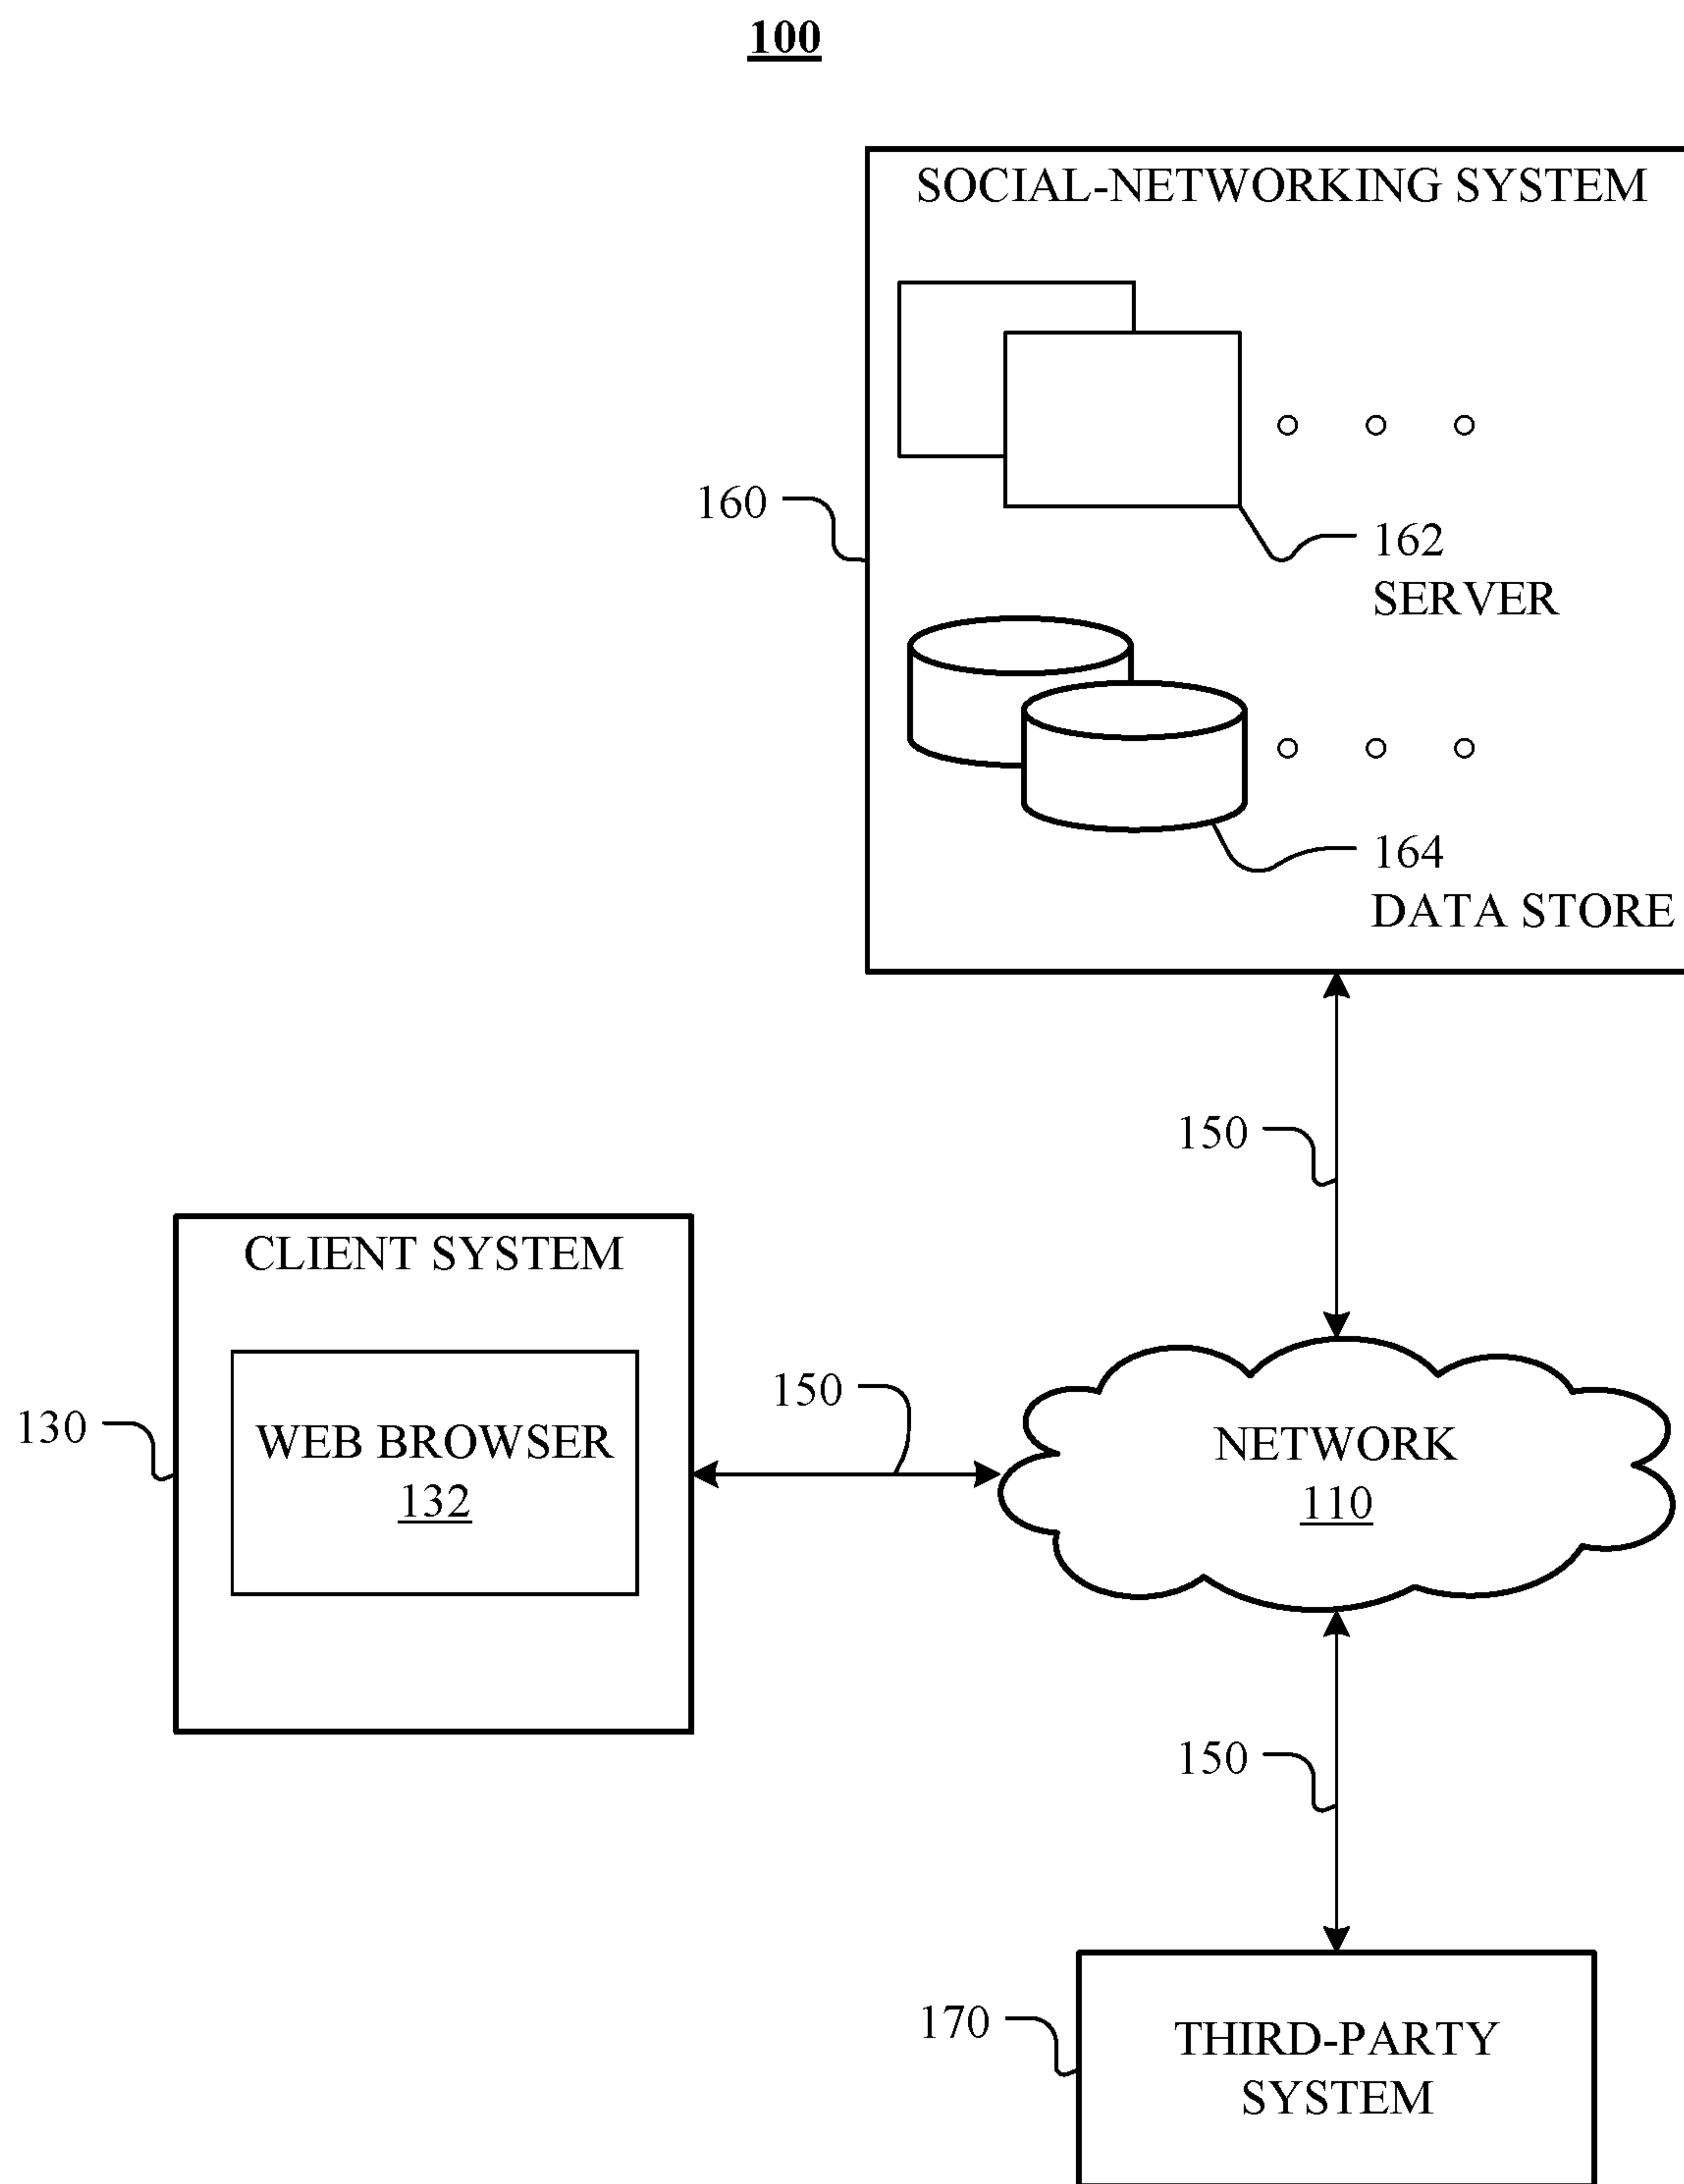 100
SOCIAL-NETWORKING SYSTEM
160
162
SERVER
164
DATA STORE
150
CLIENT SYSTEM
130
WEB BROWSER
132
150
NETWORK
110
150
170
THIRD-PARTY
SYSTEM